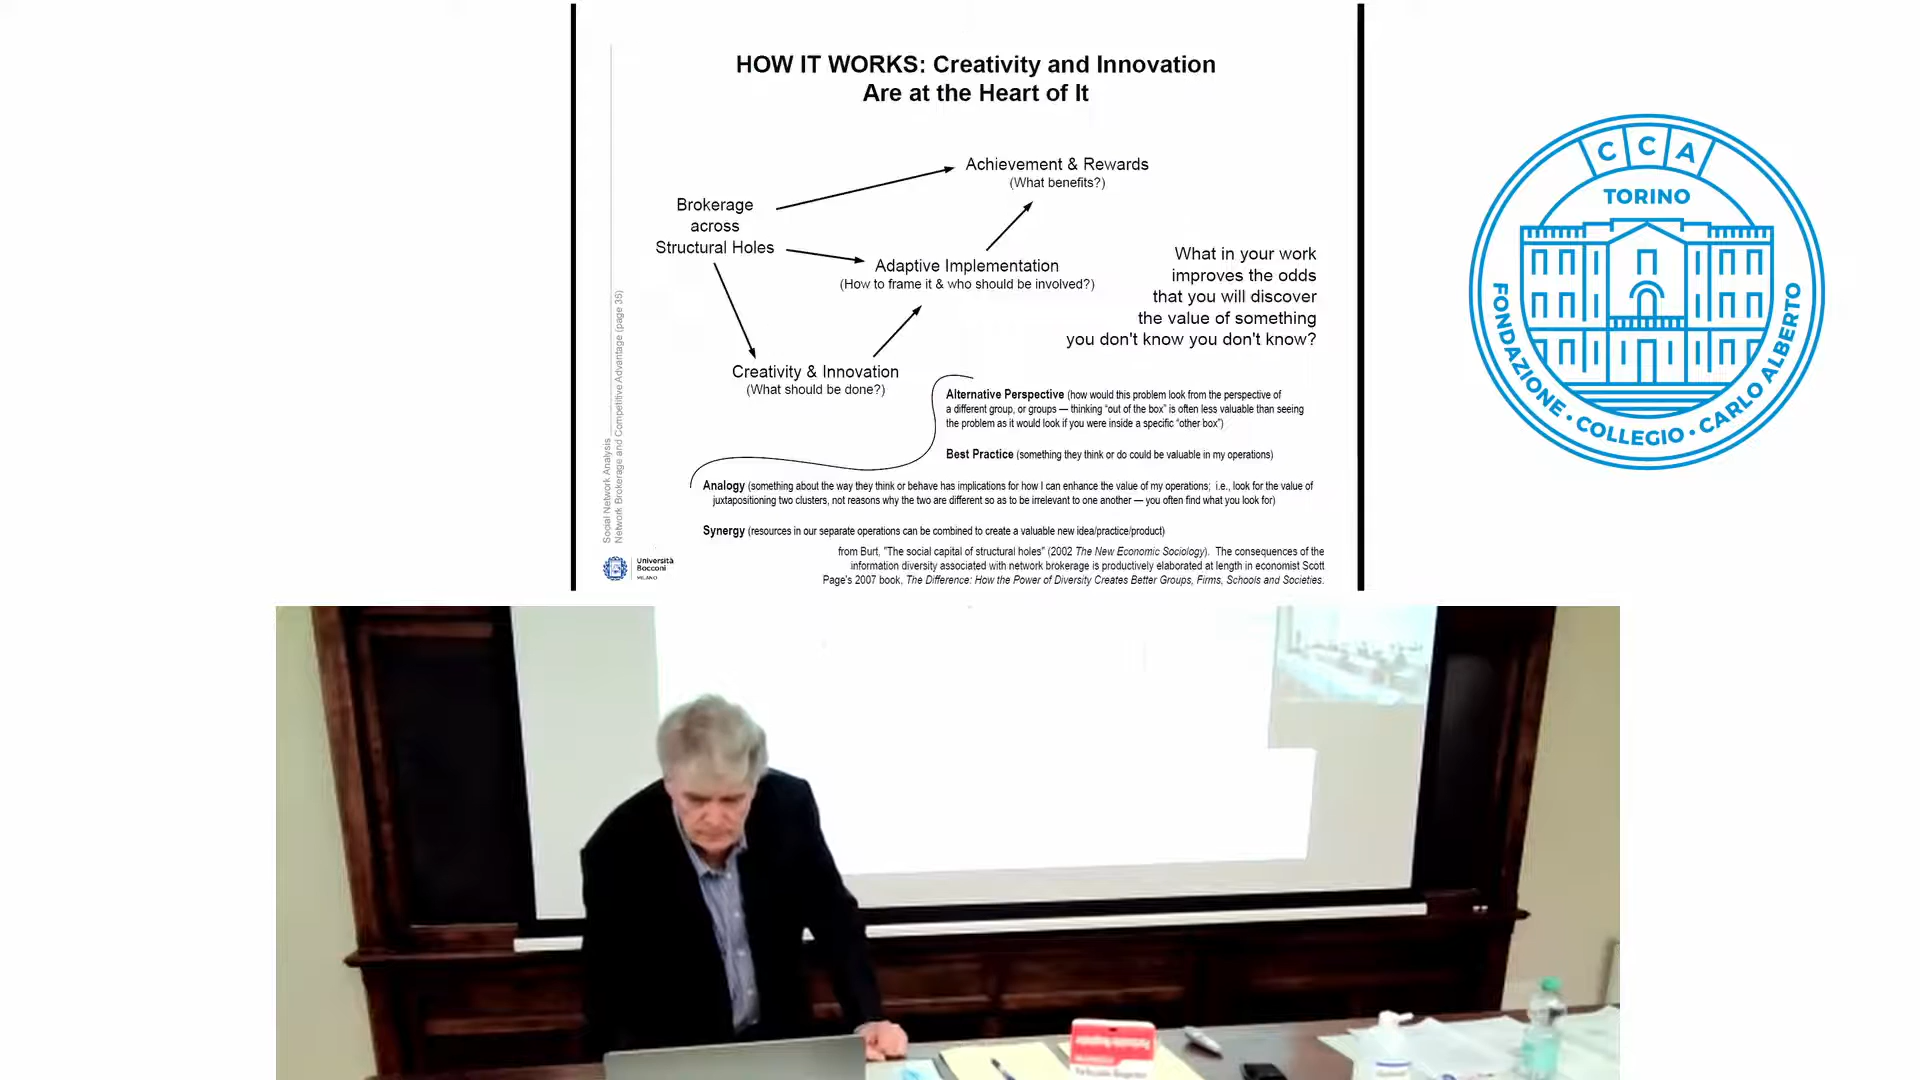 HOW IT WORKS: Creativity and Innovation
Are at the Heart of It
Achievement & Rewards
(What benefits?)
Brokerage
across
Structural Holes
Adaptive Implementation
(How to frame it & who should be involved?)
What in your work
improves the odds
that you will discover
the value of something
you don't know you don't know?
Creativity & Innovation
(What should be done?)
Alternative Perspective (how would this problem look from the perspective of
a different group, or groups — thinking “out of the box” is often less valuable than seeing
the problem as it would look if you were inside a specific “other box”)
Best Practice (something they think or do could be valuable in my operations)
Analogy (something about the way they think or behave has implications for how I can enhance the value of my operations; i.e., look for the value of
juxtapositioning two clusters, not reasons why the two are different so as to be irrelevant to one another — you often find what you look for)
Synergy (resources in our separate operations can be combined to create a valuable new idea/practice/product)
from Burt, "The social capital of structural holes" (2002 The New Economic Sociology). The consequences of the
information diversity associated with network brokerage is productively elaborated at length in economist Scott
Page's 2007 book, The Difference: How the Power of Diversity Creates Better Groups, Firms, Schools and Societies.
Social Network Analysis
Network Brokerage and Competitive Advantage (page 35)
Università
Bocconi
MILANO
CCA
TORINO
FONDAZIONE • COLLEGIO • CARLO ALBERTO